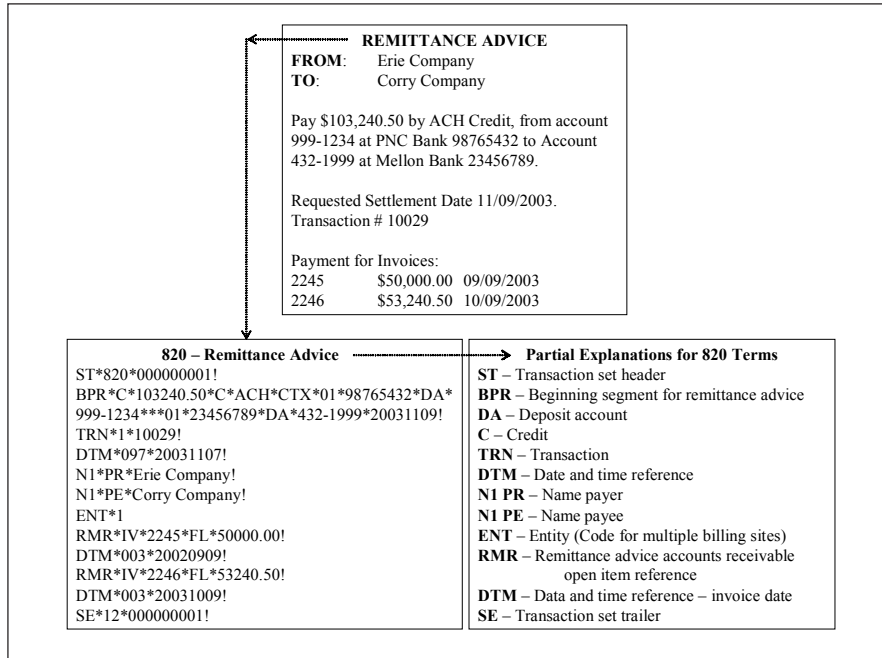 REMITTANCE ADVICE
FROM: Erie Company
TO: Corry Company
Pay $103,240.50 by ACH Credit, from account
999-1234 at PNC Bank 98765432 to Account
432-1999 at Mellon Bank 23456789.
Requested Settlement Date 11/09/2003.
Transaction # 10029
Payment for Invoices:
2245 $50,000.00 09/09/2003
2246 $53,240.50 10/09/2003
820 – Remittance Advice
ST*820*000000001!
BPR*C*103240.50*C*ACH*CTX*01*98765432*DA*
999-1234***01*23456789*DA*432-1999*20031109!
TRN*1*10029!
DTM*097*20031107!
N1*PR*Erie Company!
N1*PE*Corry Company!
ENT*1
RMR*IV*2245*FL*50000.00!
DTM*003*20020909!
RMR*IV*2246*FL*53240.50!
DTM*003*20031009!
SE*12*000000001!
Partial Explanations for 820 Terms
ST – Transaction set header
BPR – Beginning segment for remittance advice
DA – Deposit account
C – Credit
TRN – Transaction
DTM – Date and time reference
N1 PR – Name payer
N1 PE – Name payee
ENT – Entity (Code for multiple billing sites)
RMR – Remittance advice accounts receivable
open item reference
DTM – Data and time reference – invoice date
SE – Transaction set trailer